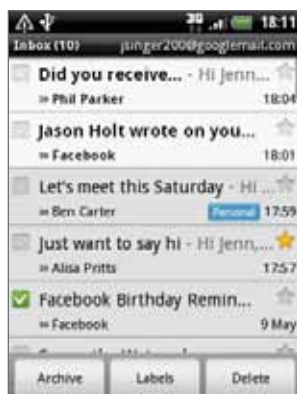 3G 18:11
Inbox (10) jsinger200@googlemail.com
Did you receive... - Hi Jenn,...
» Phil Parker 18:04
Jason Holt wrote on you...
» Facebook 18:01
Let's meet this Saturday - Hi ...
» Ben Carter Personal 17:59
Just want to say hi - Hi Jenn,...
» Alisa Pritts 17:57
Facebook Birthday Remin...
» Facebook 9 May
Archive Labels Delete